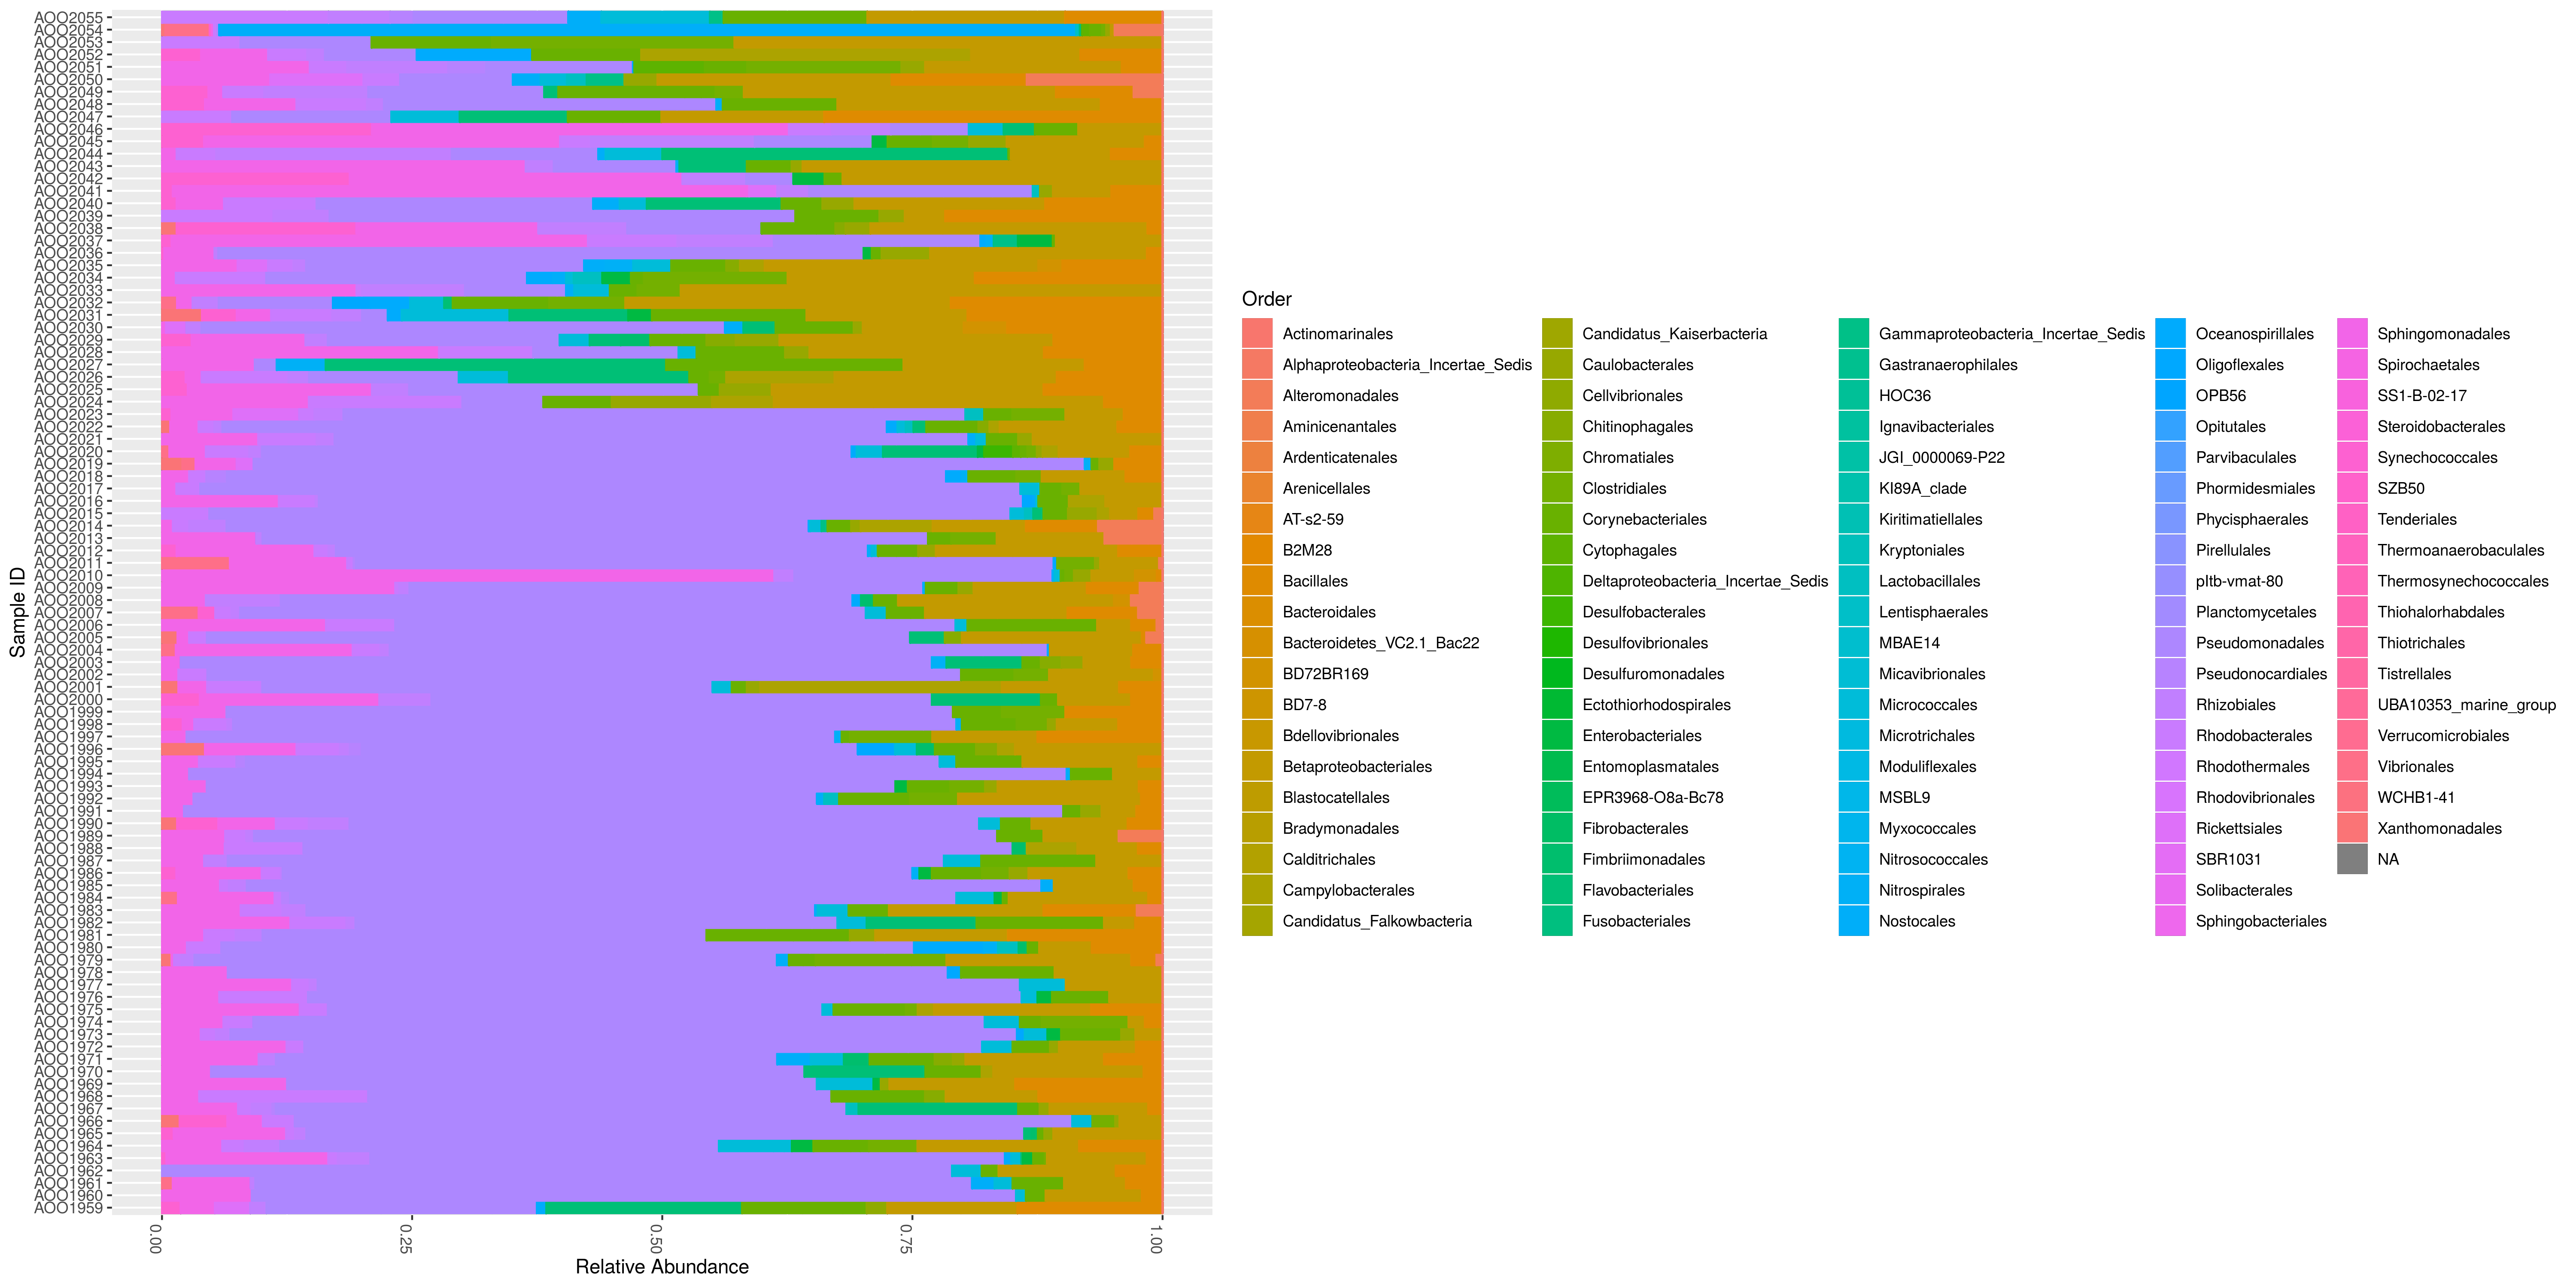 AOO2055
AOO2054
AOO2053
AOO2052
AOO2051
AOO2050
AOO2049
AOO2048
AOO2047
AOO2046
AOO2045
AOO2044
AOO2043
AOO2042
AOO2041
AOO2040
AOO2039
AOO2038
AOO2037
AOO2036
AOO2035
AOO2034
AOO2033
AOO2032
AOO2031
AOO2030
AOO2029
AOO2028
AOO2027
AOO2026
AOO2025
AOO2024
AOO2023
AOO2022
AOO2021
AOO2020
AOO2019
AOO2018
AOO2017
AOO2016
AOO2015
AOO2014
AOO2013
AOO2012
AOO2011
AOO2010
AOO2009
AOO2008
AOO2007
AOO2006
AOO2005
AOO2004
AOO2003
AOO2002
AOO2001
AOO2000
AOO1999
AOO1998
AOO1997
AOO1996
AOO1995
AOO1994
AOO1993
AOO1992
AOO1991
AOO1990
AOO1989
AOO1988
AOO1987
AOO1986
AOO1985
AOO1984
AOO1983
AOO1982
AOO1981
AOO1980
AOO1979
AOO1978
AOO1977
AOO1976
AOO1975
AOO1974
AOO1973
AOO1972
AOO1971
AOO1970
AOO1969
AOO1968
AOO1967
AOO1966
AOO1965
AOO1964
AOO1963
AOO1962
AOO1961
AOO1960
AOO1959
Sample ID
0.00
0.25
0.50
0.75
1.00
Relative Abundance
Order
Actinomarinales
Alphaproteobacteria_Incertae_Sedis
Alteromonadales
Aminicenantales
Ardenticatenales
Arenicellales
AT-s2-59
B2M28
Bacillales
Bacteroidales
Bacteroidetes_VC2.1_Bac22
BD72BR169
BD7-8
Bdellovibrionales
Betaproteobacteriales
Blastocatellales
Bradymonadales
Calditrichales
Campylobacterales
Candidatus_Falkowbacteria
Candidatus_Kaiserbacteria
Caulobacterales
Cellvibrionales
Chitinophagales
Chromatiales
Clostridiales
Corynebacteriales
Cytophagales
Deltaproteobacteria_Incertae_Sedis
Desulfobacterales
Desulfovibrionales
Desulfuromonadales
Ectothiorhodospirales
Enterobacteriales
Entomoplasmatales
EPR3968-O8a-Bc78
Fibrobacterales
Fimbriimonadales
Flavobacteriales
Fusobacteriales
Gammaproteobacteria_Incertae_Sedis
Gastranaerophilales
HOC36
Ignavibacteriales
JGI_0000069-P22
KI89A_clade
Kiritimatiellales
Kryptoniales
Lactobacillales
Lentisphaerales
MBAE14
Micavibrionales
Micrococcales
Microtrichales
Moduliflexales
MSBL9
Myxococcales
Nitrosococcales
Nitrospirales
Nostocales
Oceanospirillales
Oligoflexales
OPB56
Opitutales
Parvibaculales
Phormidesmiales
Phycisphaerales
Pirellulales
pItb-vmat-80
Planctomycetales
Pseudomonadales
Pseudonocardiales
Rhizobiales
Rhodobacterales
Rhodothermales
Rhodovibrionales
Rickettsiales
SBR1031
Solibacterales
Sphingobacteriales
Sphingomonadales
Spirochaetales
SS1-B-02-17
Steroidobacterales
Synechococcales
SZB50
Tenderiales
Thermoanaerobaculales
Thermosynechococcales
Thiohalorhabdales
Thiotrichales
Tistrellales
UBA10353_marine_group
Verrucomicrobiales
Vibrionales
WCHB1-41
Xanthomonadales
NA